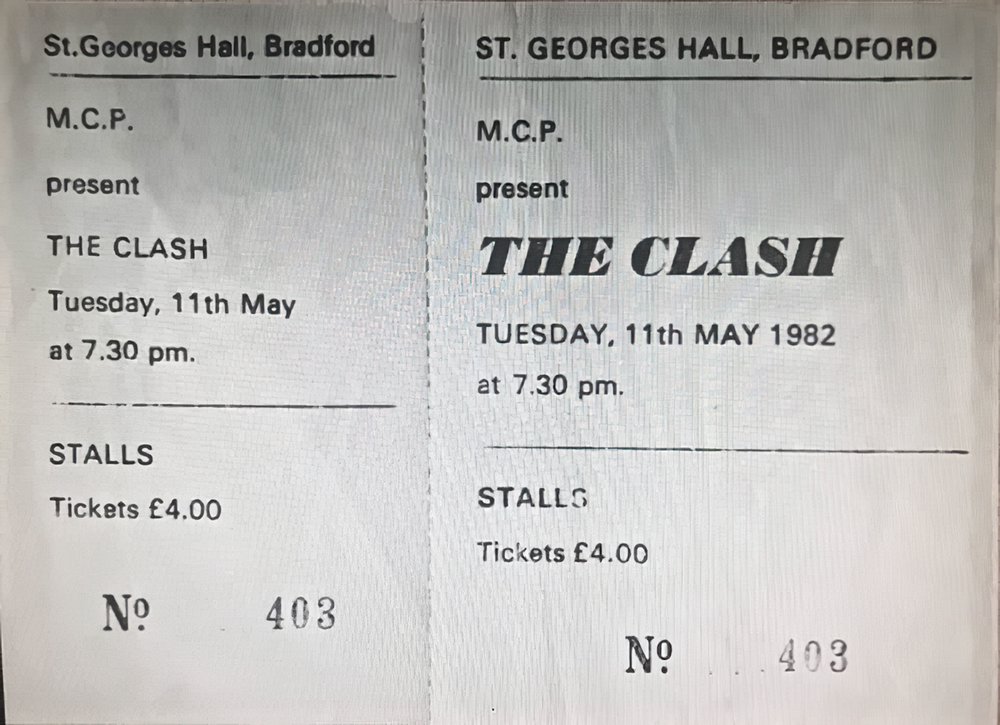 St.Georges Hall, Bradford
M.C.P.
present
THE CLASH
Tuesday, 11th May
at 7.30 pm.
STALLS
Tickets £4.00
Nº 403
ST. GEORGES HALL, BRADFORD
M.C.P.
present
THE CLASH
TUESDAY, 11th MAY 1982
at 7.30 pm.
STALLS
Tickets £4.00
Nº 403